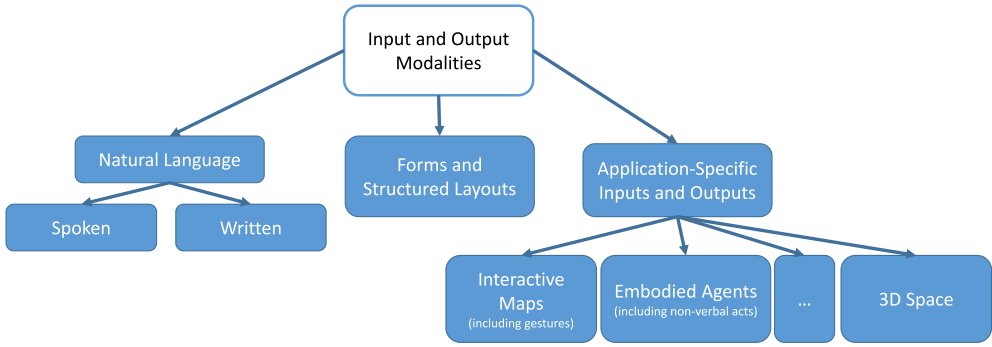 Input and Output
Modalities
Natural Language
Forms and
Structured Layouts
Application-Specific
Inputs and Outputs
Spoken
Written
Interactive
Maps
(including gestures)
Embodied Agents
(including non-verbal acts)
...
3D Space